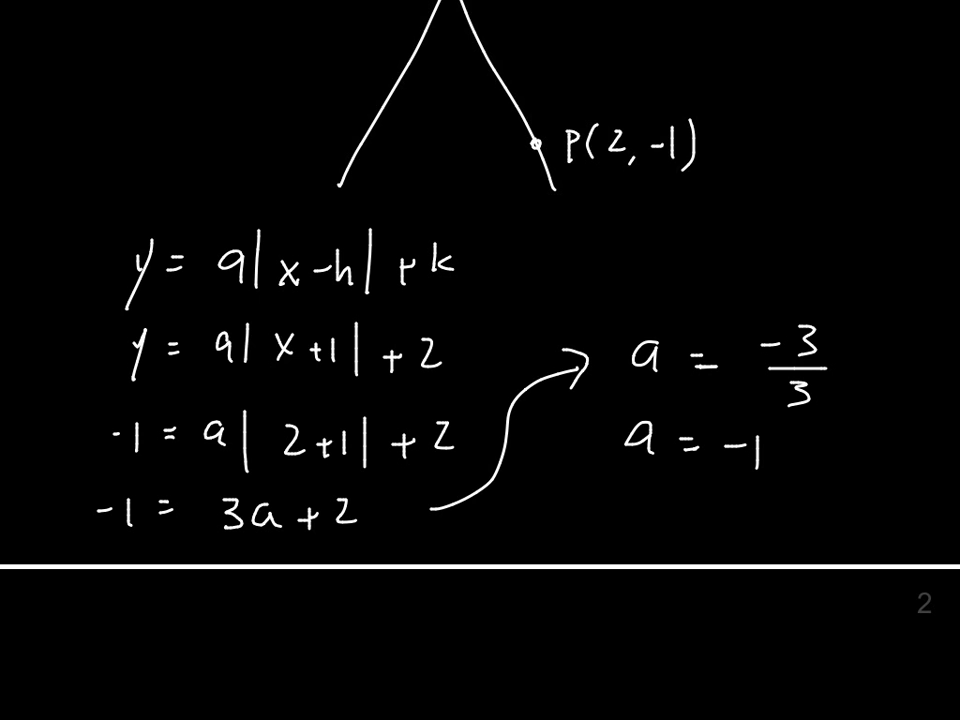 P(2, -1)
y = a|x-h| + k
y = a|x+1| + 2
-1 = a|2+1| + 2
-1 = 3a + 2
a = -3/3
a = -1
2